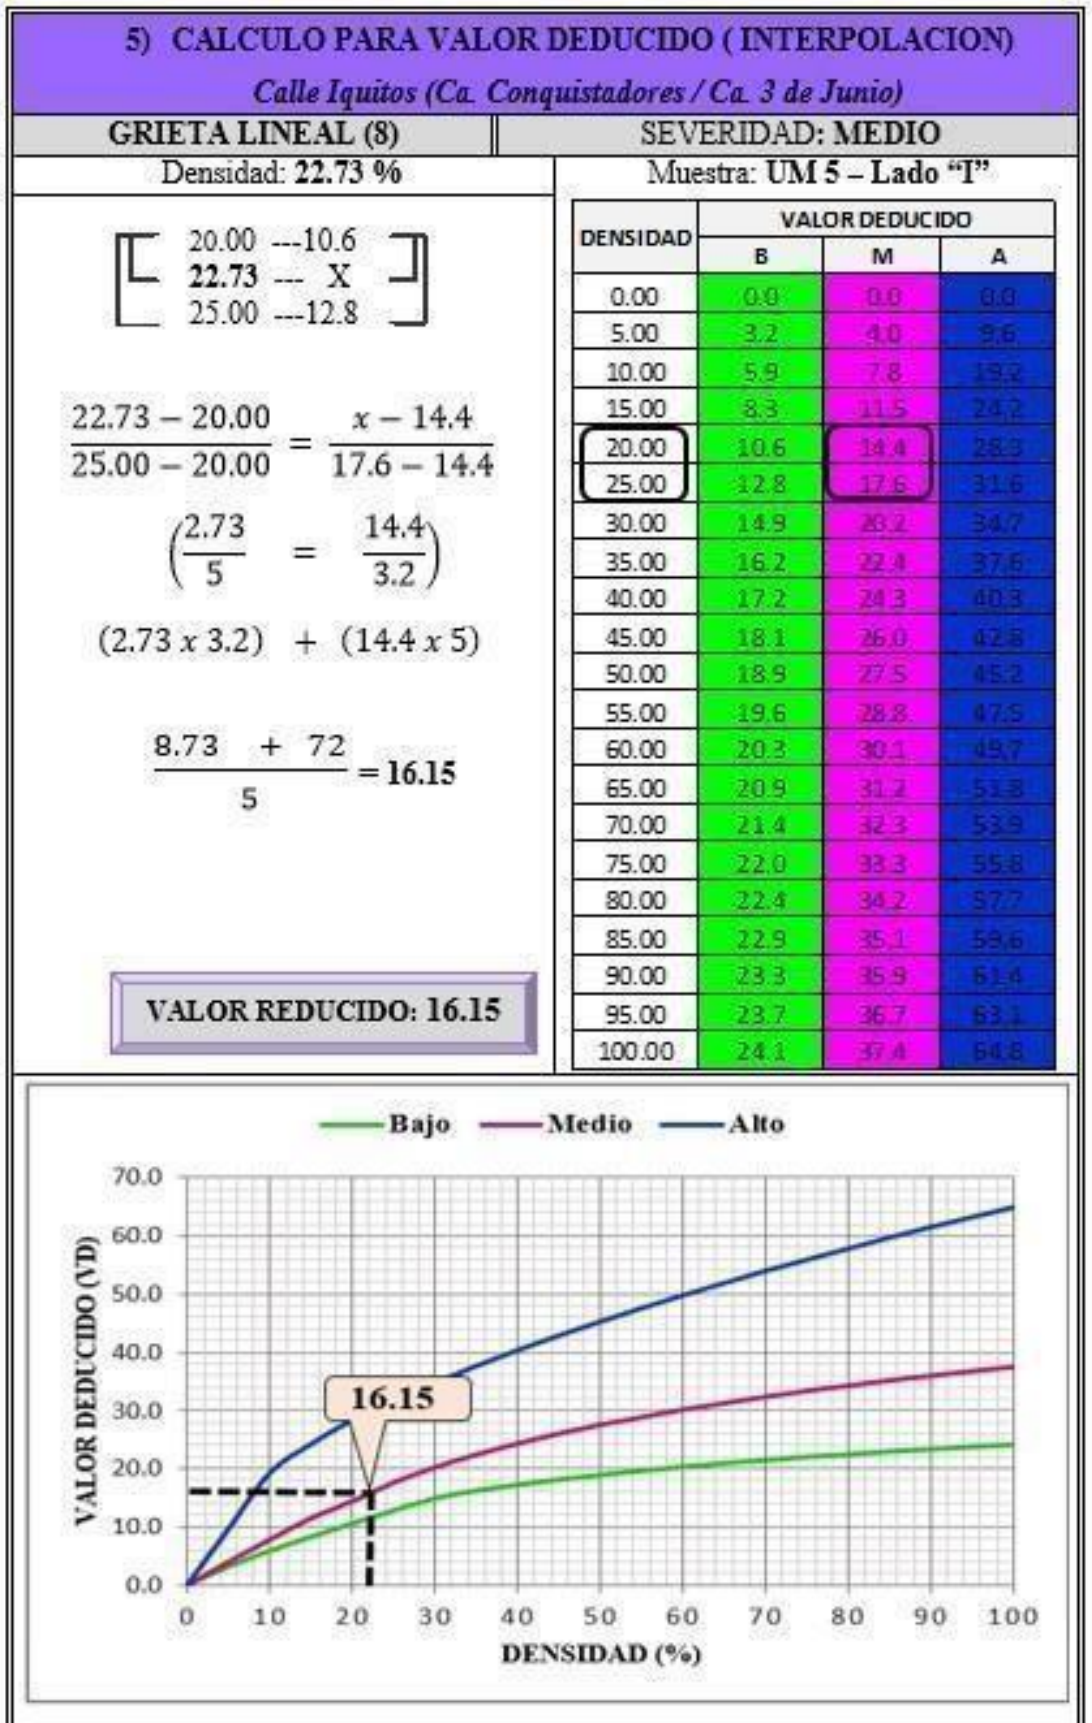 5) CALCULO PARA VALOR DEDUCIDO ( INTERPOLACION)
Calle Iquitos (Ca. Conquistadores / Ca. 3 de Junio)
GRIETA LINEAL (8) SEVERIDAD: MEDIO
Densidad: 22.73 % Muestra: UM 5 – Lado “I”
20.00 ---10.6
22.73 --- X
25.00 ---12.8
22.73 − 20.00 / 25.00 − 20.00 = x − 14.4 / 17.6 − 14.4
(2.73 / 5 = 14.4 / 3.2)
(2.73 x 3.2) + (14.4 x 5)
8.73 + 72 / 5 = 16.15
VALOR REDUCIDO: 16.15
DENSIDAD VALOR DEDUCIDO
B M A
0.00 0.0 0.0 0.0
5.00 3.2 4.0 9.6
10.00 5.9 7.8 19.2
15.00 8.3 11.5 24.2
20.00 10.6 14.4 28.3
25.00 12.8 17.6 31.6
30.00 14.9 20.2 34.7
35.00 16.2 22.4 37.6
40.00 17.2 24.3 40.3
45.00 18.1 26.0 42.8
50.00 18.9 27.5 45.2
55.00 19.6 28.8 47.5
60.00 20.3 30.1 49.7
65.00 20.9 31.2 51.8
70.00 21.4 32.3 53.9
75.00 22.0 33.3 55.8
80.00 22.4 34.2 57.7
85.00 22.9 35.1 59.6
90.00 23.3 35.9 61.4
95.00 23.7 36.7 63.1
100.00 24.1 37.4 64.8
Bajo Medio Alto
VALOR DEDUCIDO (VD)
70.0
60.0
50.0
40.0
30.0
20.0
10.0
0.0
16.15
0 10 20 30 40 50 60 70 80 90 100
DENSIDAD (%)